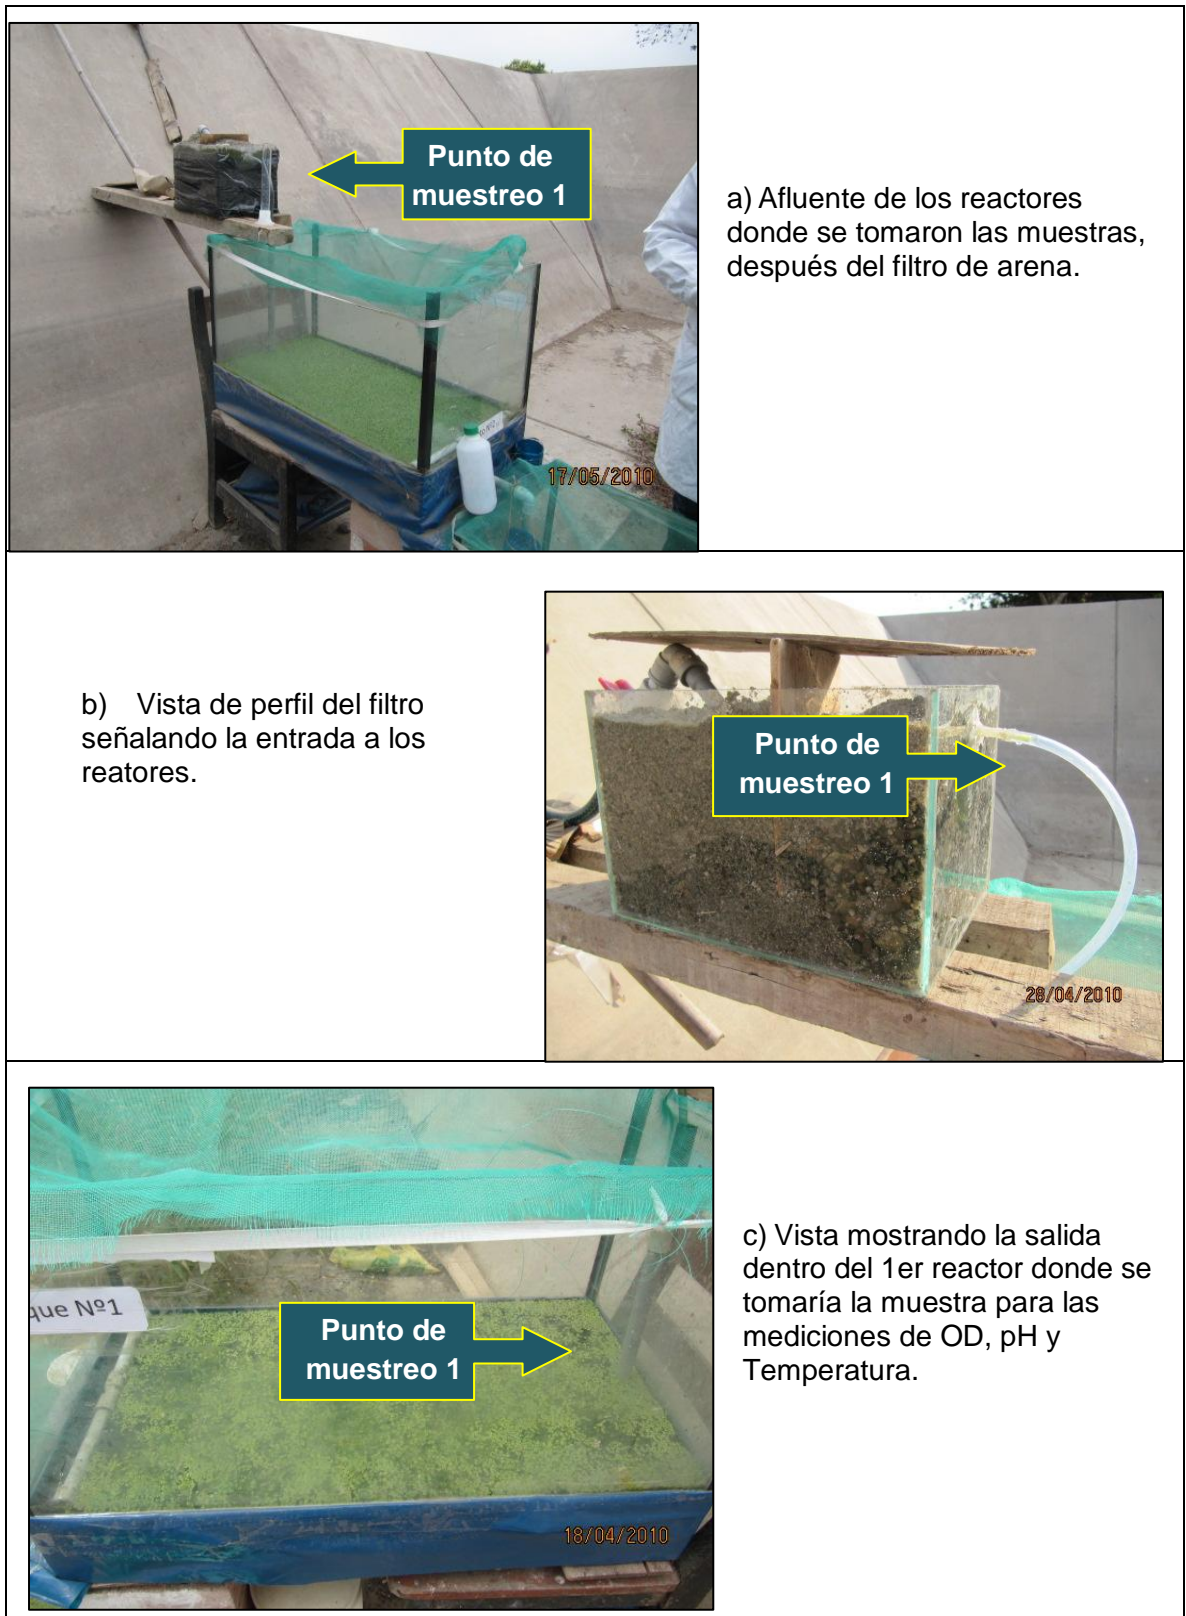 Punto de
muestreo 1
a) Afluente de los reactores
donde se tomaron las muestras,
después del filtro de arena.
17/05/2010
b) Vista de perfil del filtro
señalando la entrada a los
reatores.
Punto de
muestreo 1
28/04/2010
que Nº1
Punto de
muestreo 1
c) Vista mostrando la salida
dentro del 1er reactor donde se
tomaría la muestra para las
mediciones de OD, pH y
Temperatura.
18/04/2010